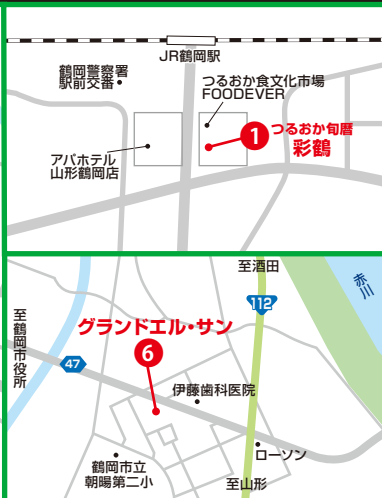 JR鶴岡駅
鶴岡警察署
駅前交番
つるおか食文化市場
FOODEVER
1
つるおか旬暦
彩鶴
アパホテル
山形鶴岡店
至酒田
赤川
112
至鶴岡市役所
グランドエル・サン
6
47
伊藤歯科医院
ローソン
鶴岡市立
朝暘第二小
至山形